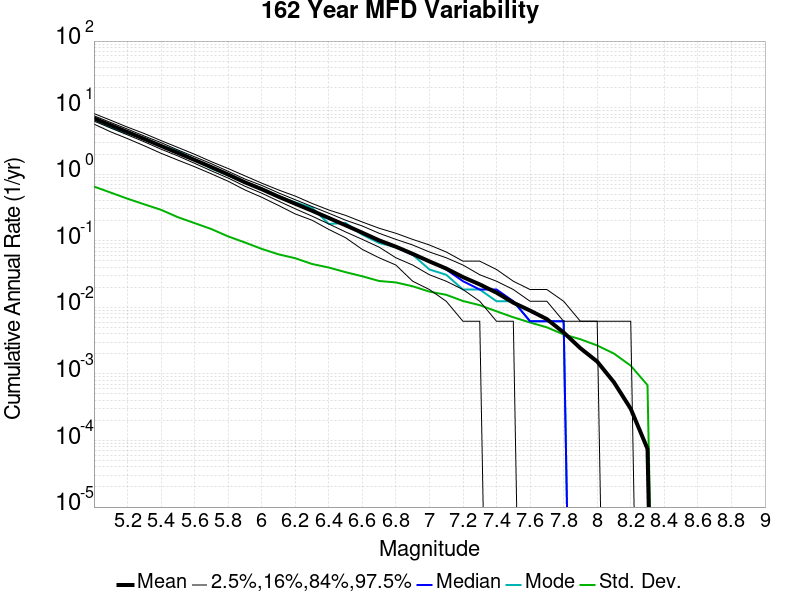 162 Year MFD Variability
10^2
10^1
10^0
10^-1
10^-2
10^-3
10^-4
10^-5
Cumulative Annual Rate (1/yr)
5.2 5.4 5.6 5.8 6 6.2 6.4 6.6 6.8 7 7.2 7.4 7.6 7.8 8 8.2 8.4 8.6 8.8 9
Magnitude
Mean 2.5%,16%,84%,97.5% Median Mode Std. Dev.